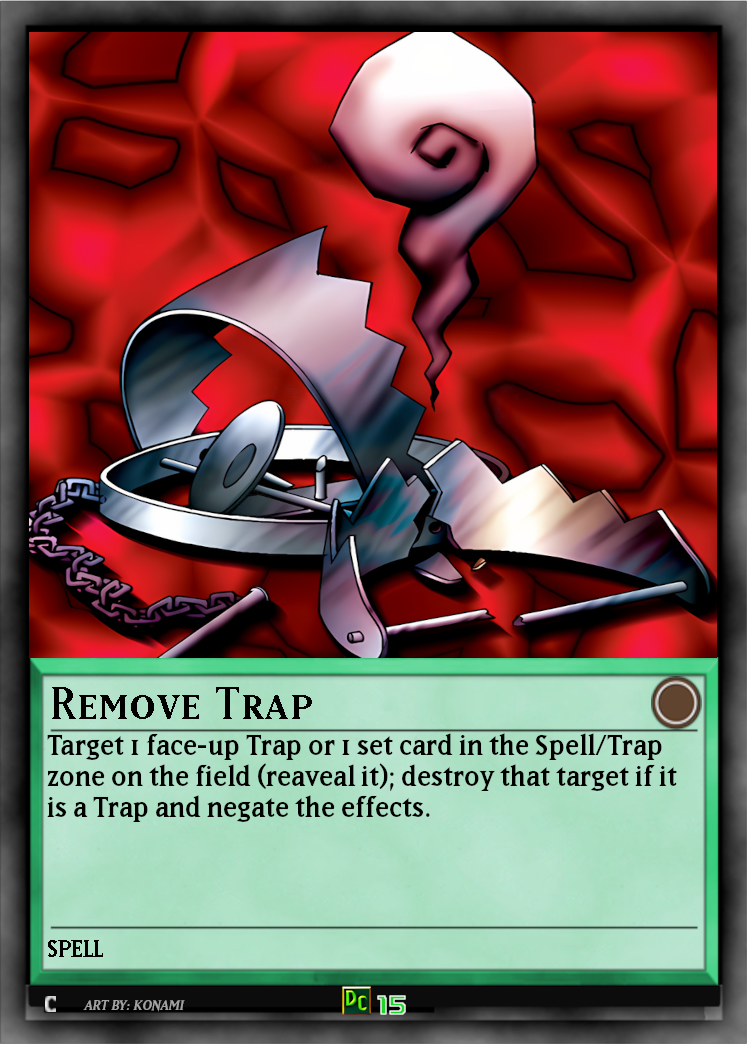 REMOVE TRAP
Target 1 face-up Trap or 1 set card in the Spell/Trap
zone on the field (reaveal it); destroy that target if it
is a Trap and negate the effects.
SPELL
C ART BY: KONAMI DC 15